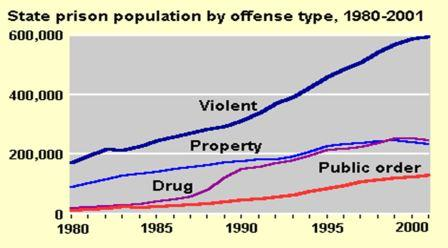 State prison population by offense type, 1980-2001
600,000
400,000
Violent
Property
200,000
Public order
Drug
0
1980 1985 1990 1995 2000